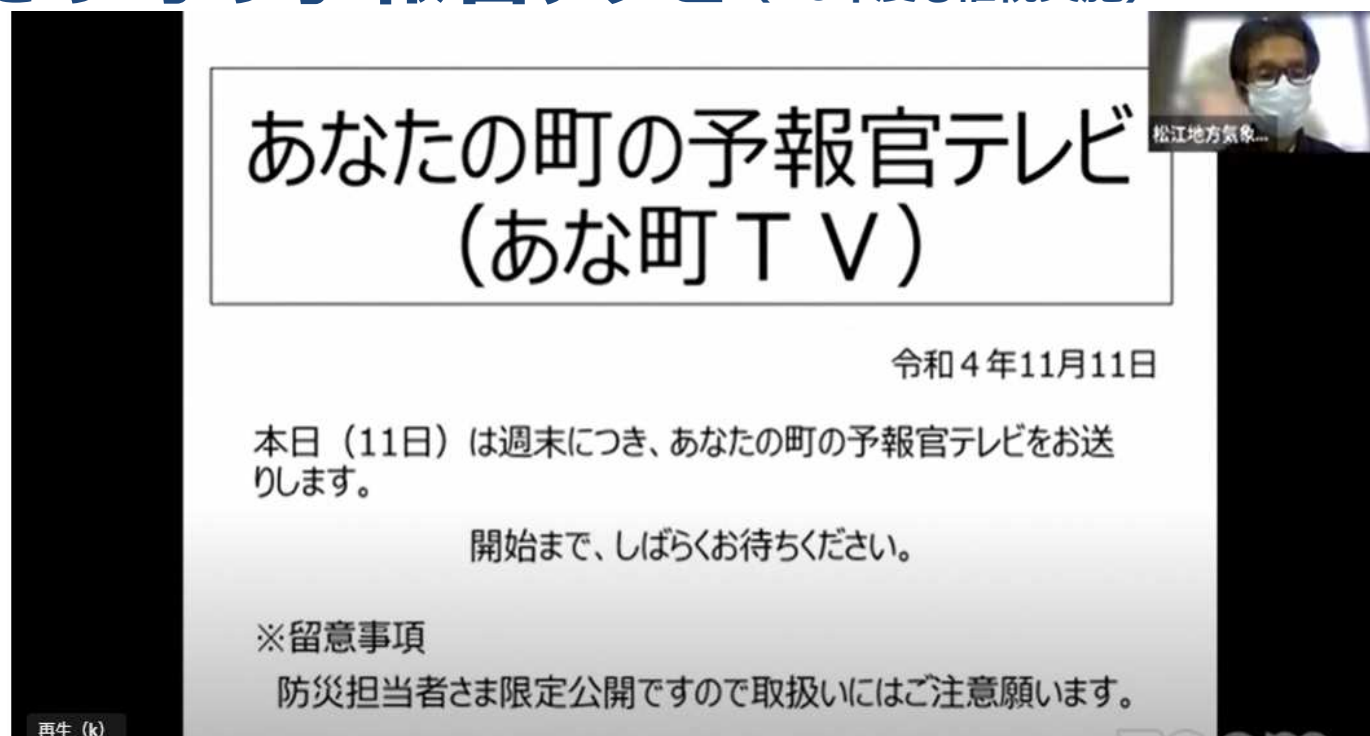 あなたの町の予報官テレビ
(あな町TV)
松江地方気象...
令和4年11月11日
本日(11日)は週末につき、あなたの町の予報官テレビをお送
りします。
開始まで、しばらくお待ちください。
※留意事項
防災担当者さま限定公開ですので取扱いにはご注意願います。
再生 (k)